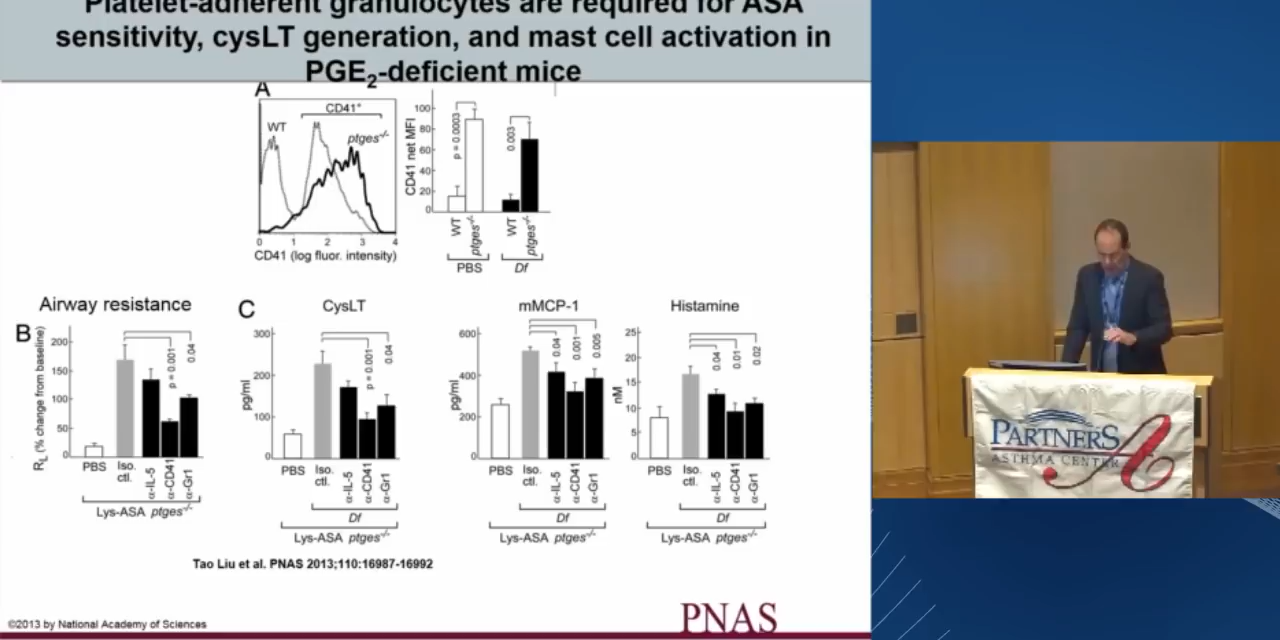 Platelet-adherent granulocytes are required for ASA
sensitivity, cysLT generation, and mast cell activation in
PGE2-deficient mice
A
CD41+
WT
ptges-/-
0 1 2 3 4
CD41 (log fluor. intensity)
CD41 net MFI
100
80
60
40
20
0
p = 0.0003
0.003
WT
ptges-/-
WT
ptges-/-
PBS
Df
B
Airway resistance
RL (% change from baseline)
200
150
100
50
0
p = 0.001
0.04
PBS
Iso. ctl.
α-IL-5
α-CD41
α-Gr1
Lys-ASA ptges-/-
C
CysLT
pg/ml
300
200
100
0
p = 0.001
0.04
PBS
Iso. ctl.
α-IL-5
α-CD41
α-Gr1
Df
Lys-ASA ptges-/-
mMCP-1
pg/ml
600
400
200
0
0.04
0.001
0.005
PBS
Iso. ctl.
α-IL-5
α-CD41
α-Gr1
Df
Lys-ASA ptges-/-
Histamine
nM
25
20
15
10
5
0
0.04
0.01
0.02
PBS
Iso. ctl.
α-IL-5
α-CD41
α-Gr1
Df
Lys-ASA ptges-/-
Tao Liu et al. PNAS 2013;110:16987-16992
©2013 by National Academy of Sciences
PNAS
PARTNERS
ASTHMA CENTER